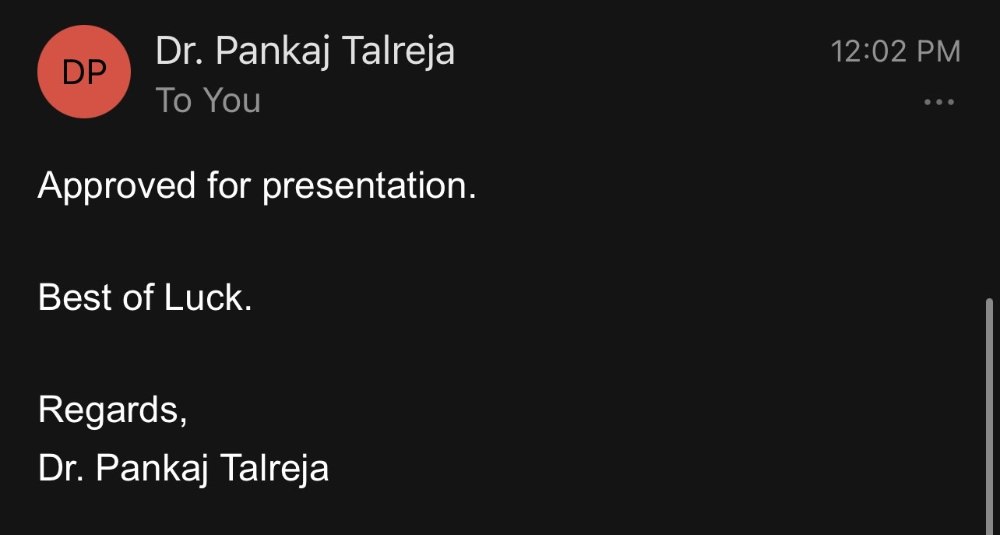 DP
Dr. Pankaj Talreja
12:02 PM
To You
Approved for presentation.
Best of Luck.
Regards,
Dr. Pankaj Talreja